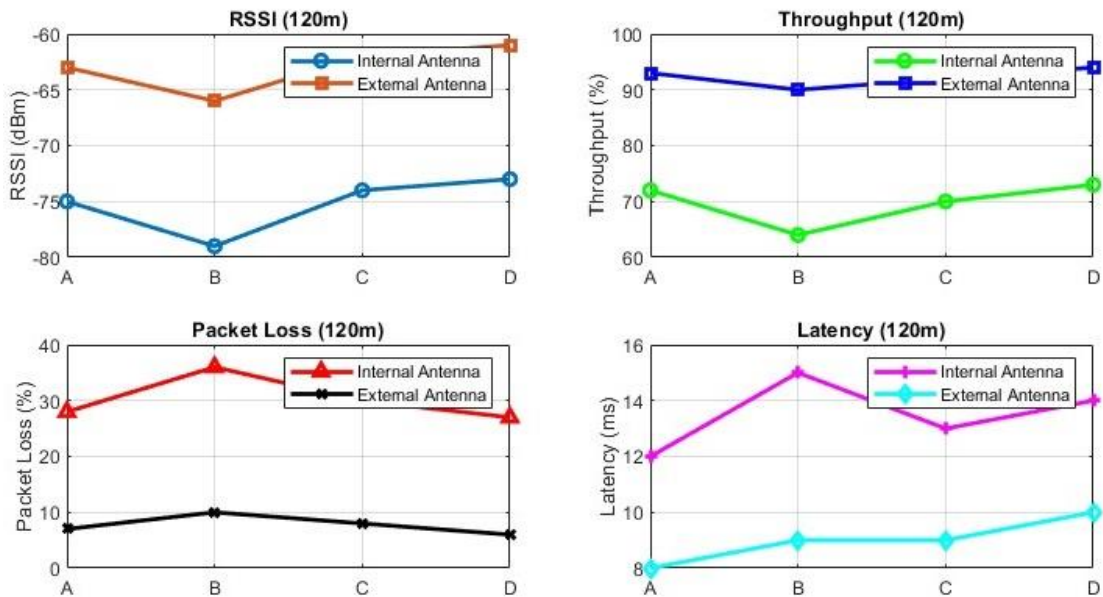 RSSI (120m)
-60
-65
-70
-75
-80
RSSI (dBm)
Internal Antenna
External Antenna
A B C D
Throughput (120m)
100
90
80
70
60
Throughput (%)
Internal Antenna
External Antenna
A B C D
Packet Loss (120m)
40
30
20
10
0
Packet Loss (%)
Internal Antenna
External Antenna
A B C D
Latency (120m)
16
14
12
10
8
Latency (ms)
Internal Antenna
External Antenna
A B C D